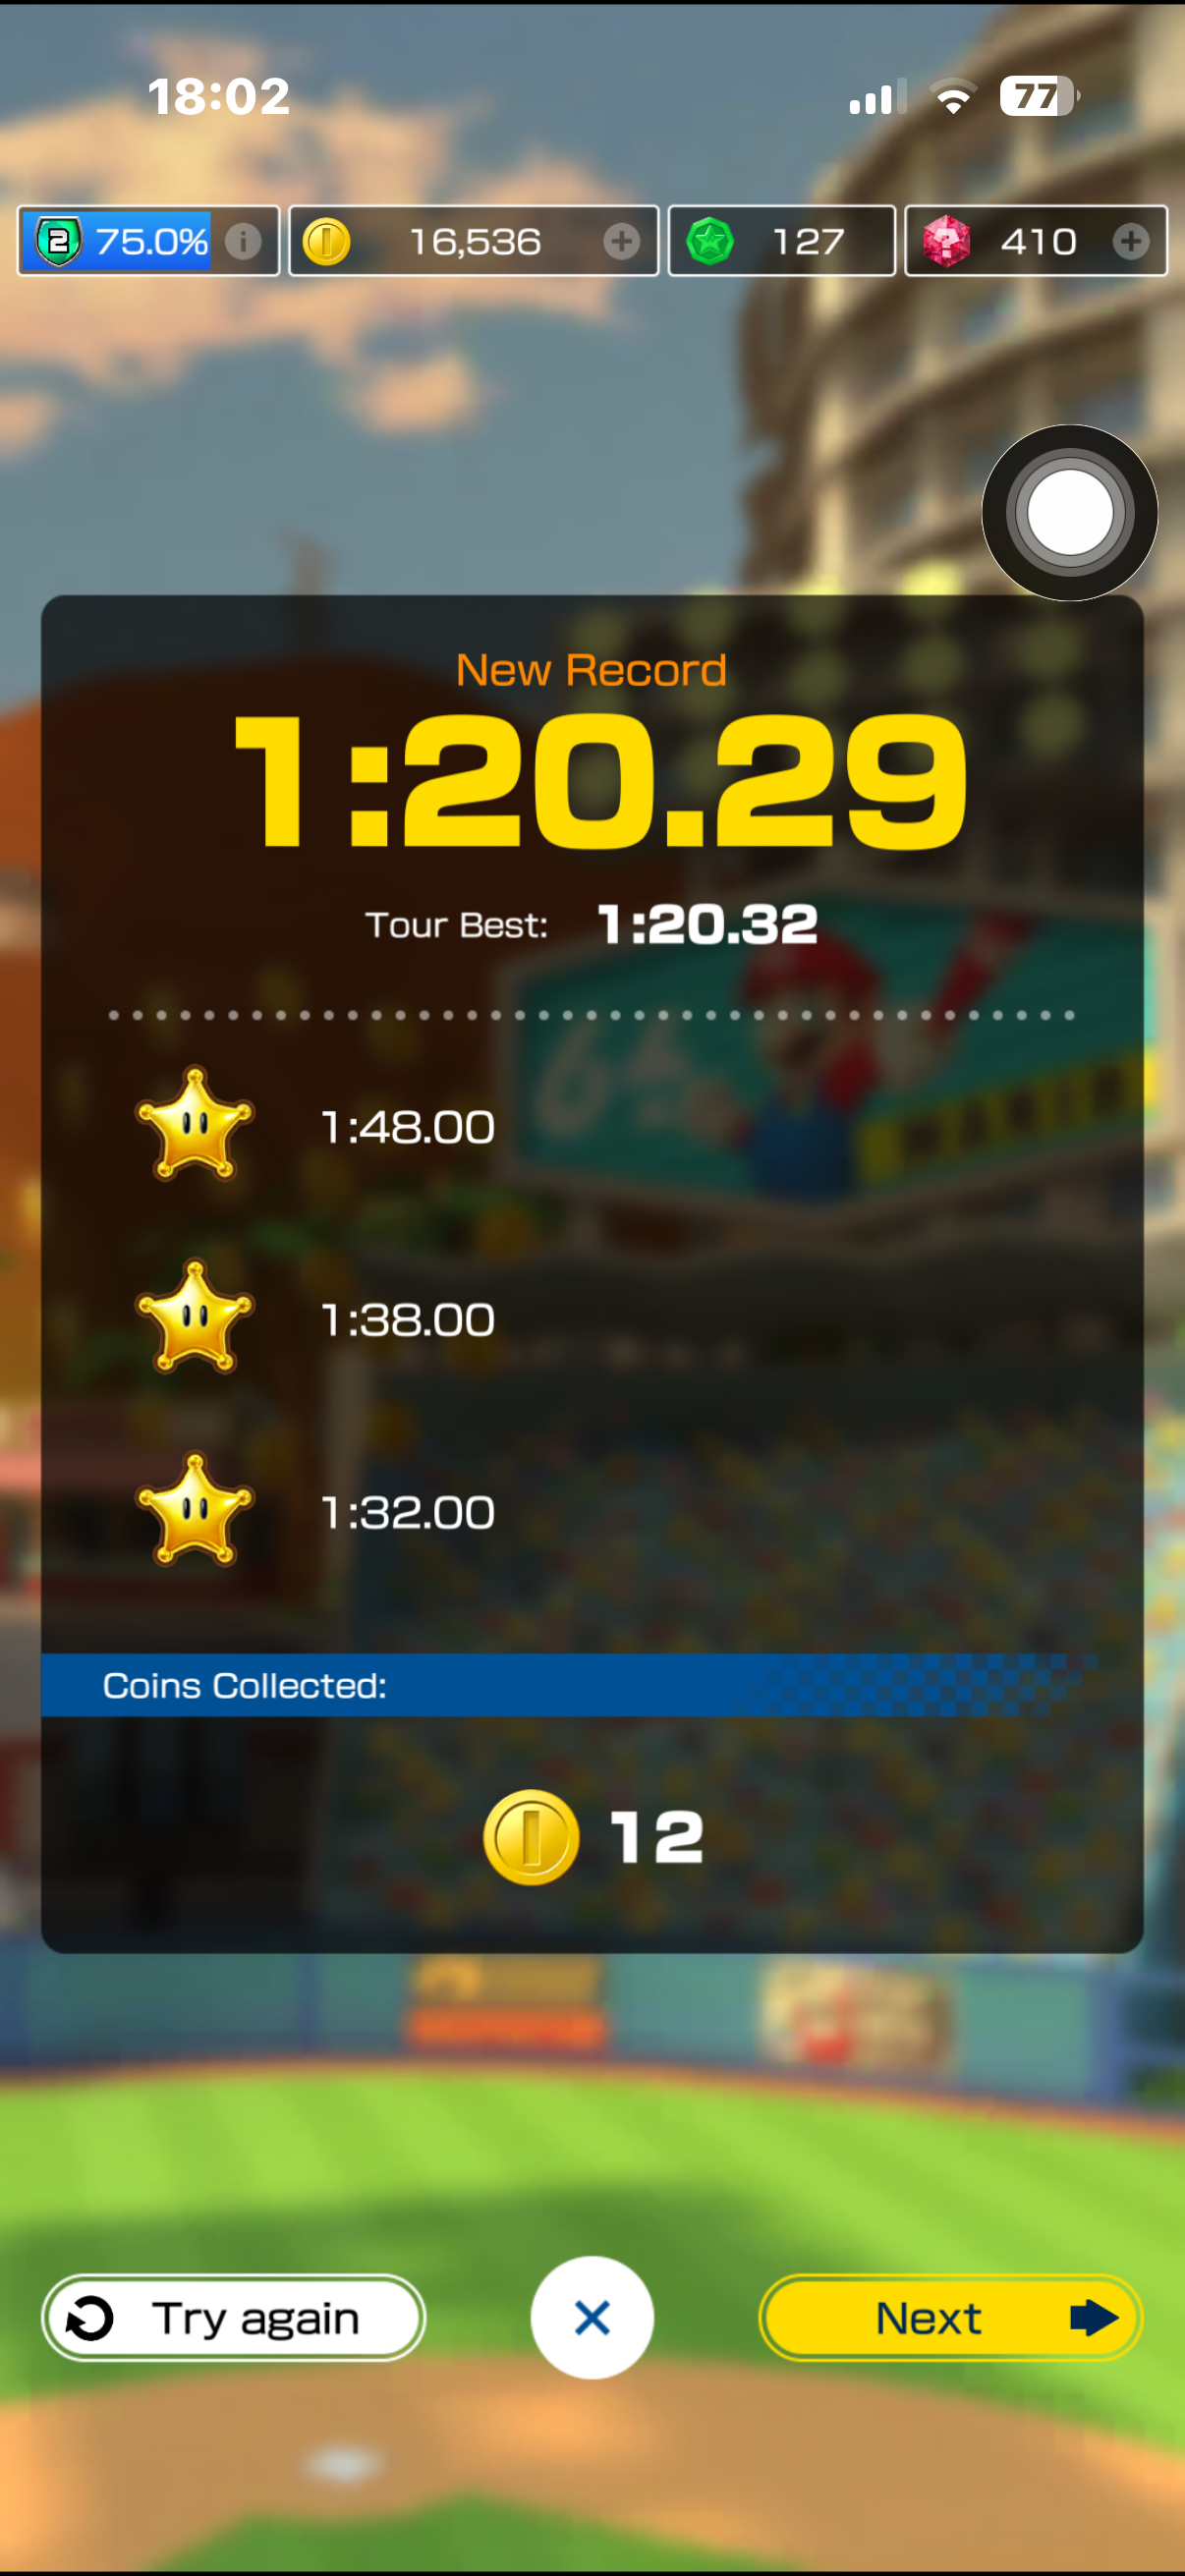 18:02 77
2 75.0% i 16,536 + 127 410 +
New Record
1:20.29
Tour Best: 1:20.32
1:48.00
1:38.00
1:32.00
Coins Collected:
12
Try again × Next